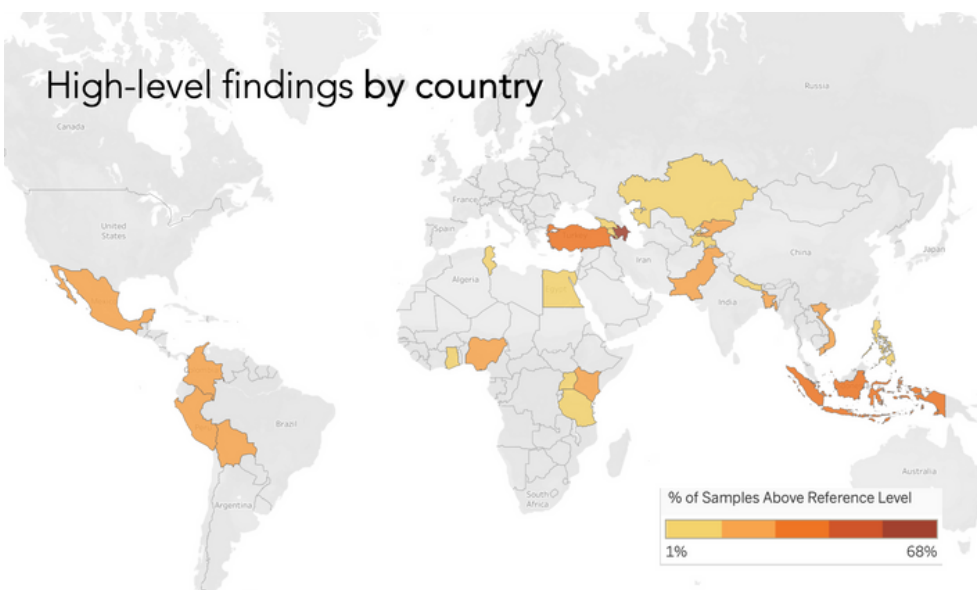 High-level findings by country
Russia
Canada
France
United
States
Spain
Japan
China
Iran
Algeria
India
Brazil
Australia
South
Africa
Argentina
% of Samples Above Reference Level
1%
68%